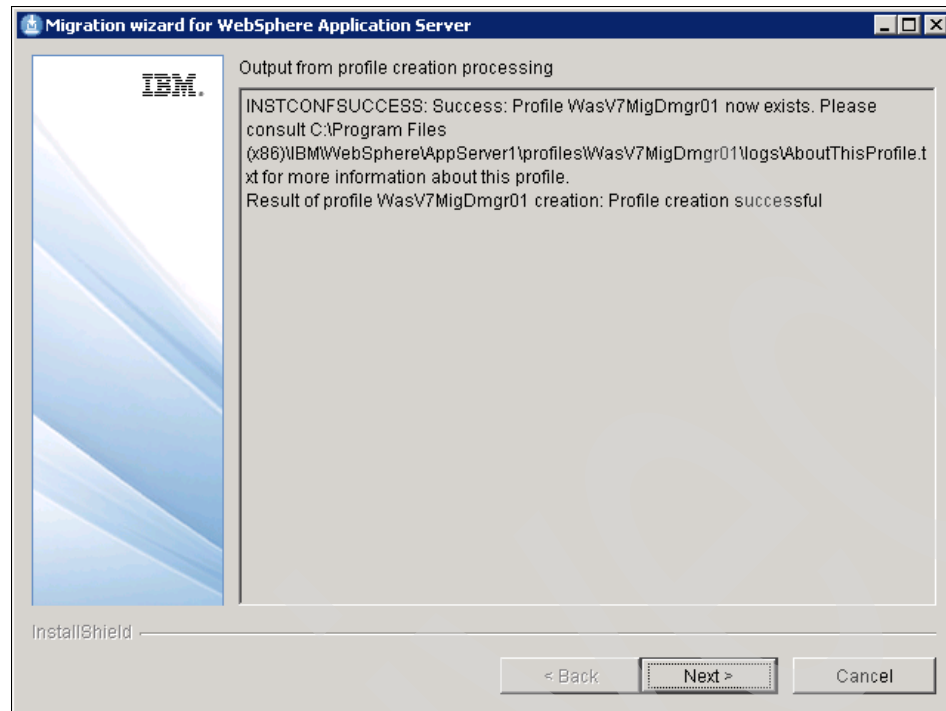 Migration wizard for WebSphere Application Server
IBM.
Output from profile creation processing
INSTCONFSUCCESS: Success: Profile WasV7MigDmgr01 now exists. Please
consult C:\Program Files
(x86)\IBM\WebSphere\AppServer1\profiles\WasV7MigDmgr01\logs\AboutThisProfile.t
xt for more information about this profile.
Result of profile WasV7MigDmgr01 creation: Profile creation successful
InstallShield
< Back
Next >
Cancel